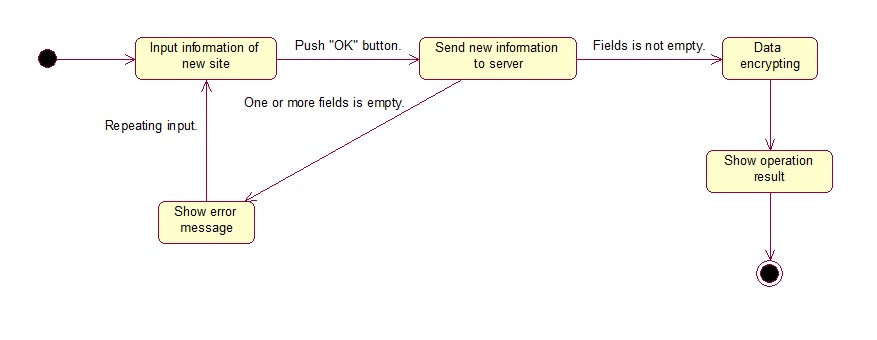 Input information of
new site
Push "OK" button.
Send new information
to server
Fields is not empty.
Data
encrypting
One or more fields is empty.
Repeating input.
Show operation
result
Show error
message